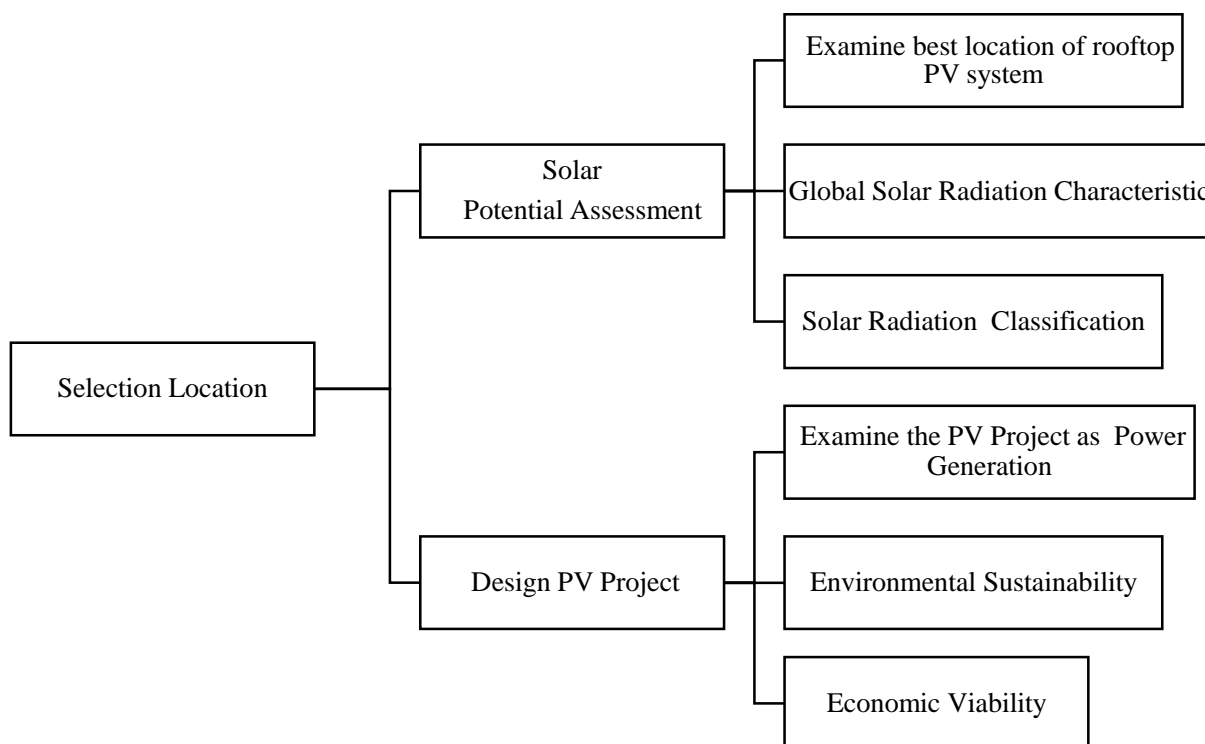 Examine best location of rooftop
PV system
Solar
Potential Assessment
Global Solar Radiation Characteristic
Solar Radiation Classification
Selection Location
Examine the PV Project as Power
Generation
Design PV Project
Environmental Sustainability
Economic Viability